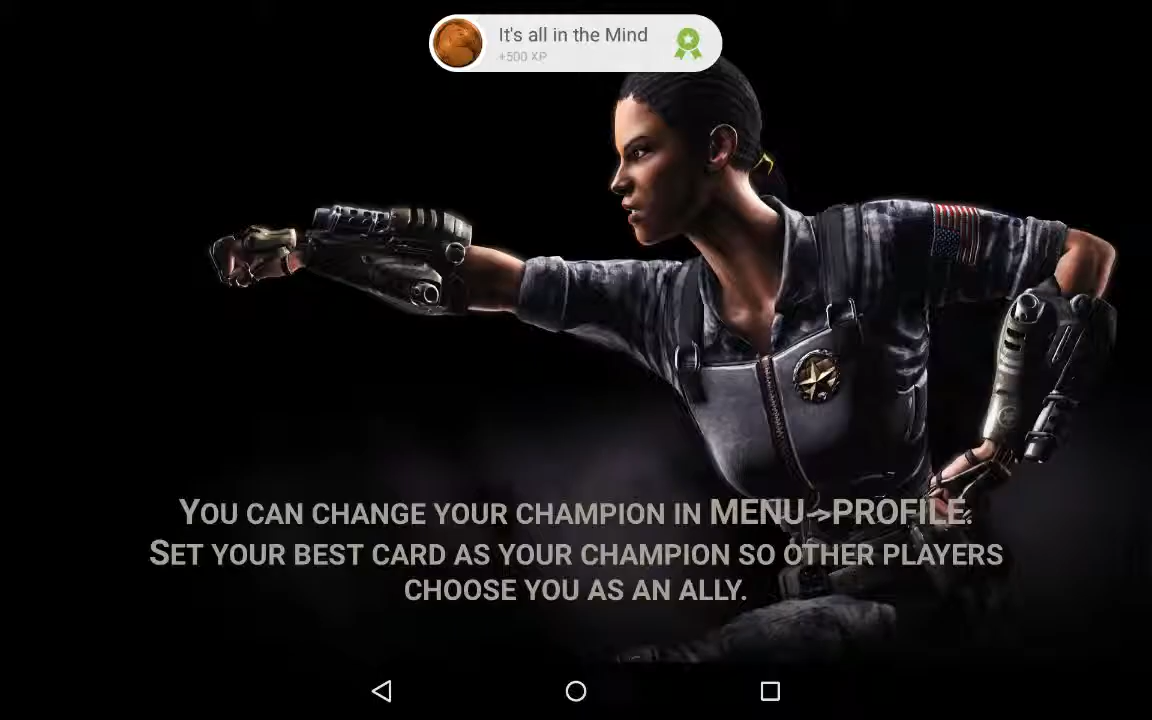 It's all in the Mind
+500 XP
YOU CAN CHANGE YOUR CHAMPION IN MENU->PROFILE.
SET YOUR BEST CARD AS YOUR CHAMPION SO OTHER PLAYERS
CHOOSE YOU AS AN ALLY.